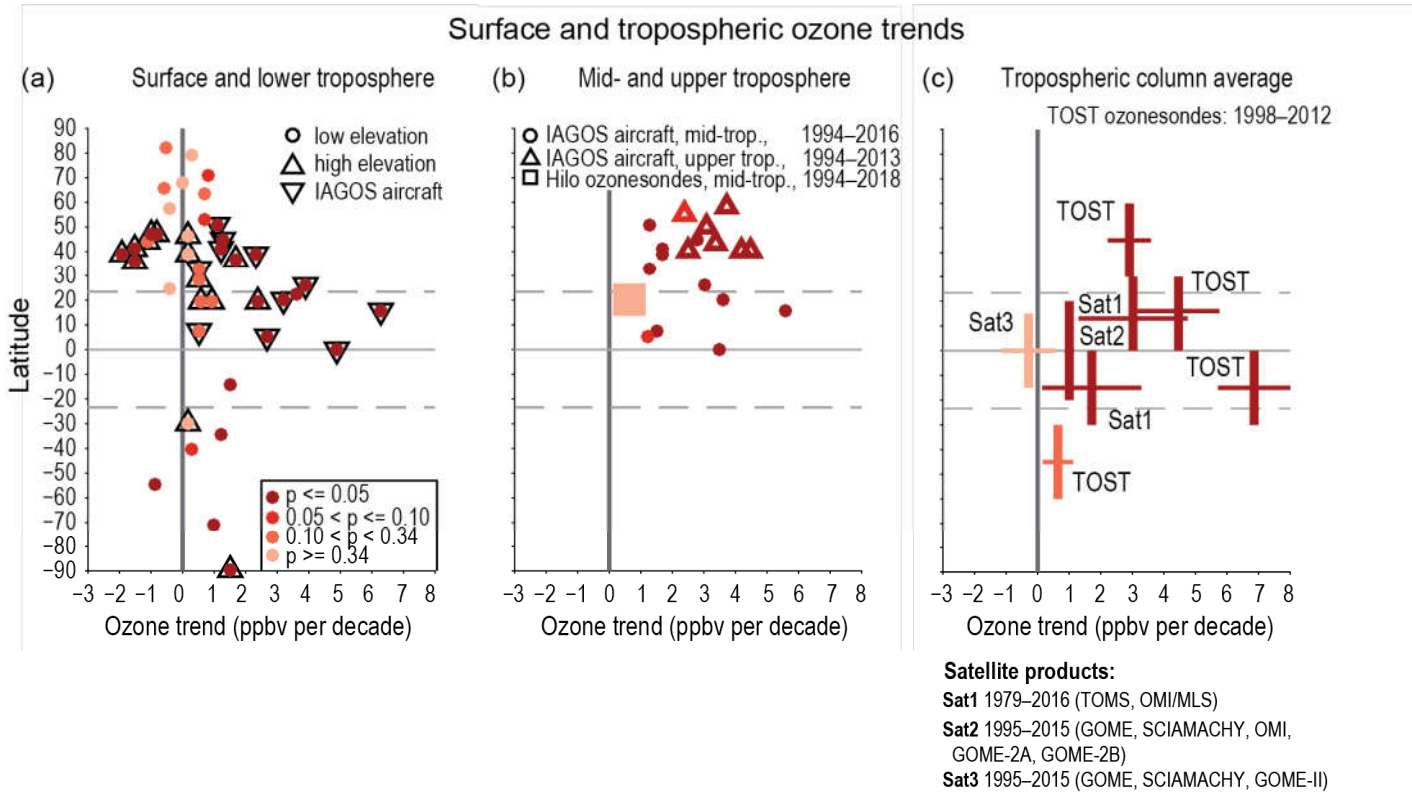 Surface and tropospheric ozone trends
(a) Surface and lower troposphere
low elevation
high elevation
IAGOS aircraft
90
80
70
60
50
40
30
20
10
0
−10
−20
−30
−40
−50
−60
−70
−80
−90
Latitude
p <= 0.05
0.05 < p <= 0.10
0.10 < p < 0.34
p >= 0.34
−3 −2 −1 0 1 2 3 4 5 6 7 8
Ozone trend (ppbv per decade)
(b) Mid- and upper troposphere
IAGOS aircraft, mid-trop., 1994–2016
IAGOS aircraft, upper trop., 1994–2013
Hilo ozonesondes, mid-trop., 1994–2018
−3 −2 −1 0 1 2 3 4 5 6 7 8
Ozone trend (ppbv per decade)
(c) Tropospheric column average
TOST ozonesondes: 1998–2012
TOST
TOST
Sat1
Sat3
Sat2
TOST
Sat1
TOST
−3 −2 −1 0 1 2 3 4 5 6 7 8
Ozone trend (ppbv per decade)
Satellite products:
Sat1 1979–2016 (TOMS, OMI/MLS)
Sat2 1995–2015 (GOME, SCIAMACHY, OMI,
GOME-2A, GOME-2B)
Sat3 1995–2015 (GOME, SCIAMACHY, GOME-II)